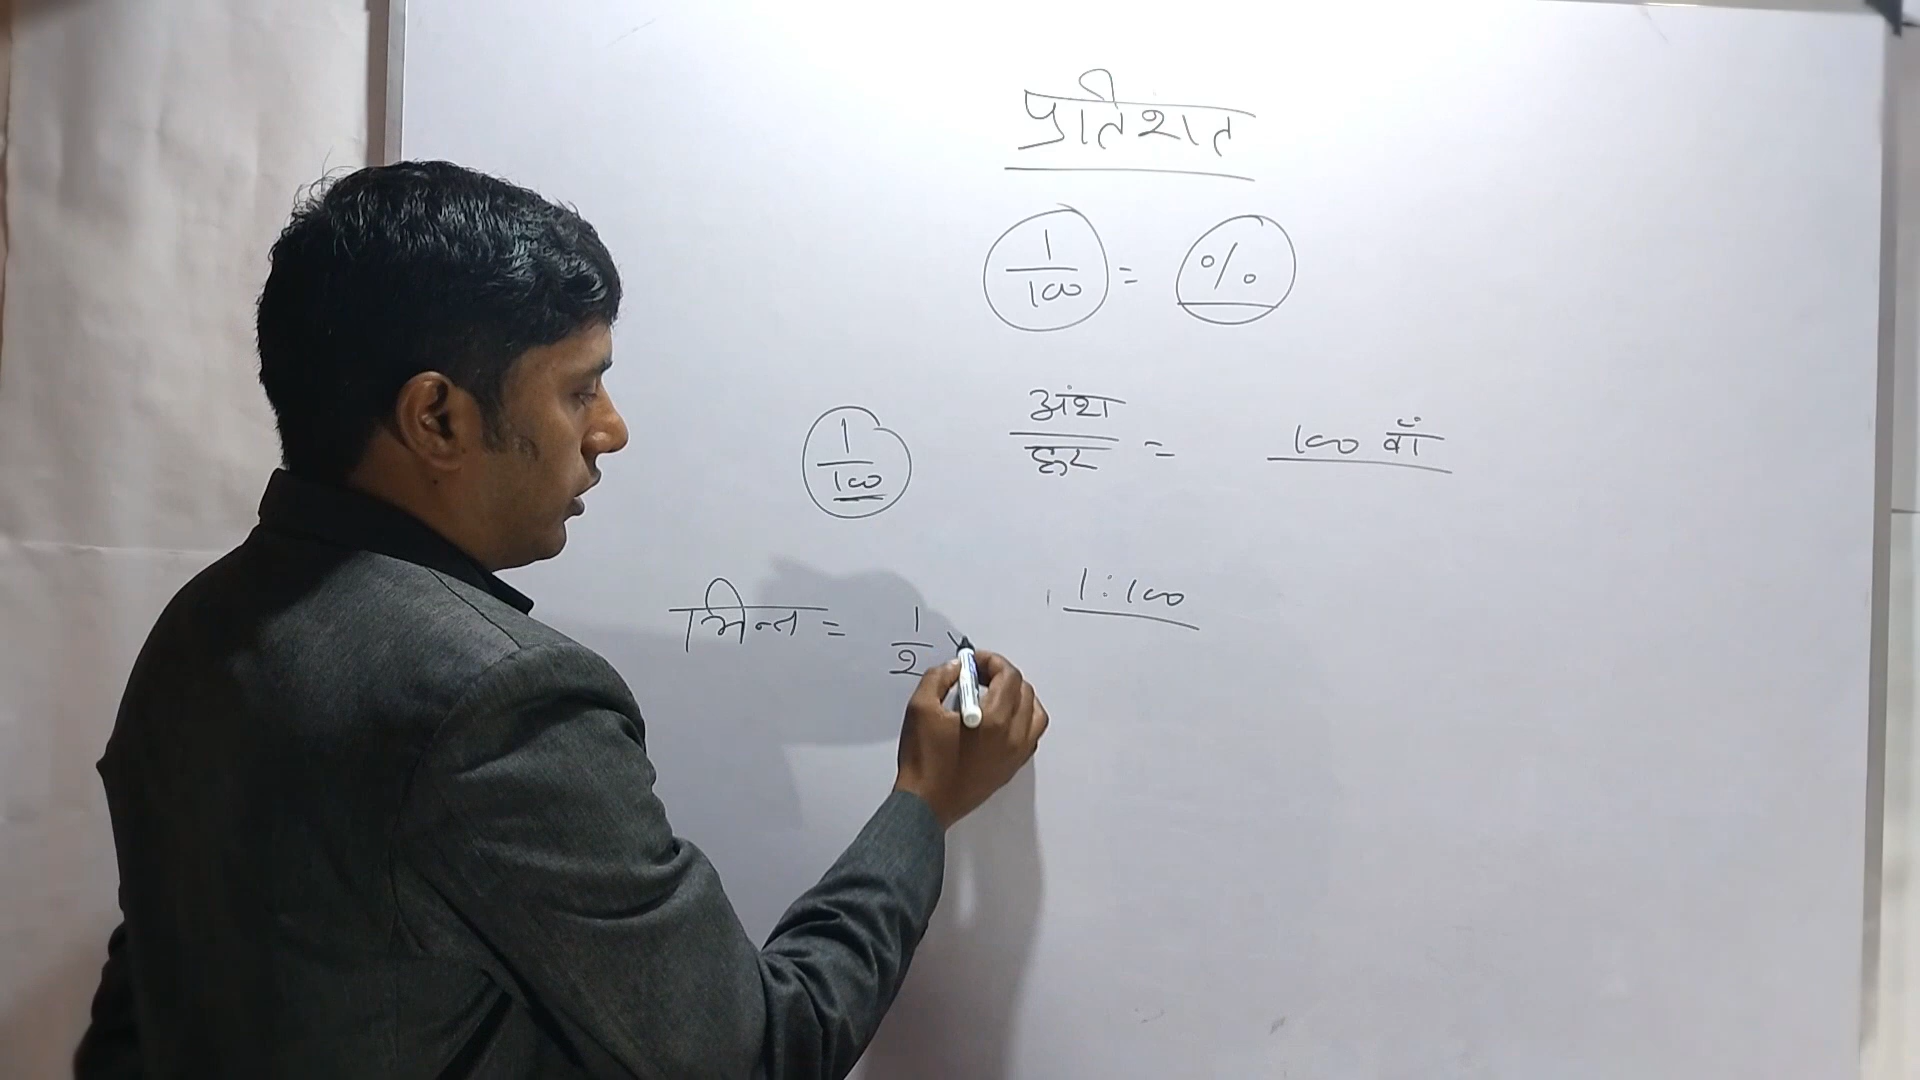 प्रतिशत
1/100 = %
1/100 अंश/हर = 100 वाँ
भिन्न = 1/2 × 1:100